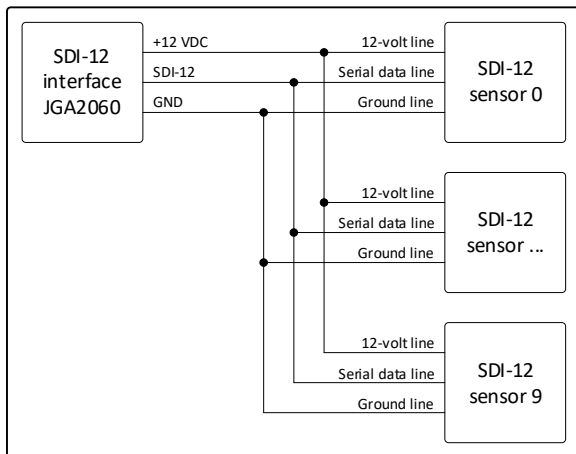 SDI-12
interface
JGA2060
+12 VDC
SDI-12
GND
12-volt line
Serial data line
Ground line
SDI-12
sensor 0
12-volt line
Serial data line
Ground line
SDI-12
sensor ...
12-volt line
Serial data line
Ground line
SDI-12
sensor 9